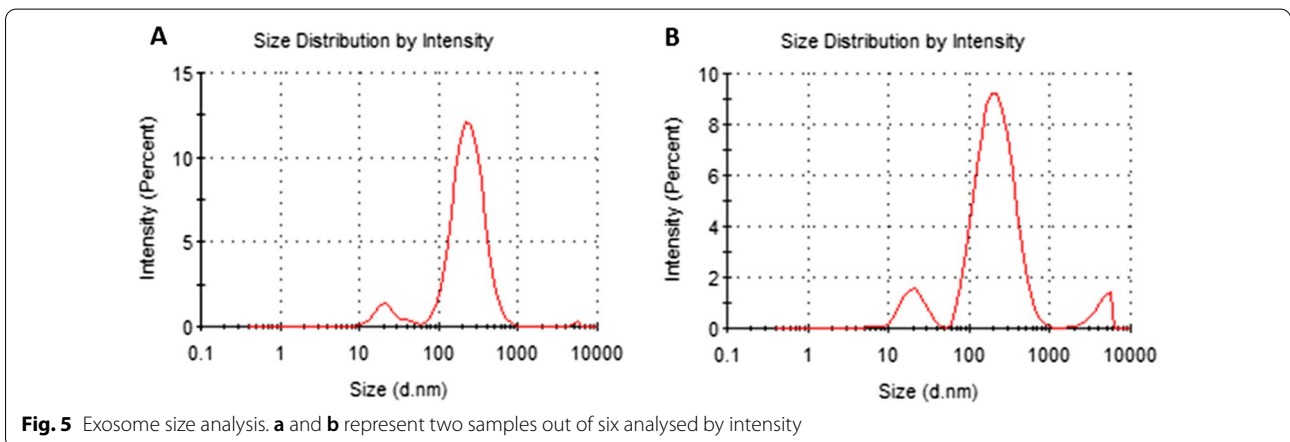 A
Size Distribution by Intensity
Intensity (Percent)
15
10
5
0
0.1 1 10 100 1000 10000
Size (d.nm)
B
Size Distribution by Intensity
Intensity (Percent)
10
8
6
4
2
0
0.1 1 10 100 1000 10000
Size (d.nm)
Fig. 5 Exosome size analysis. a and b represent two samples out of six analysed by intensity